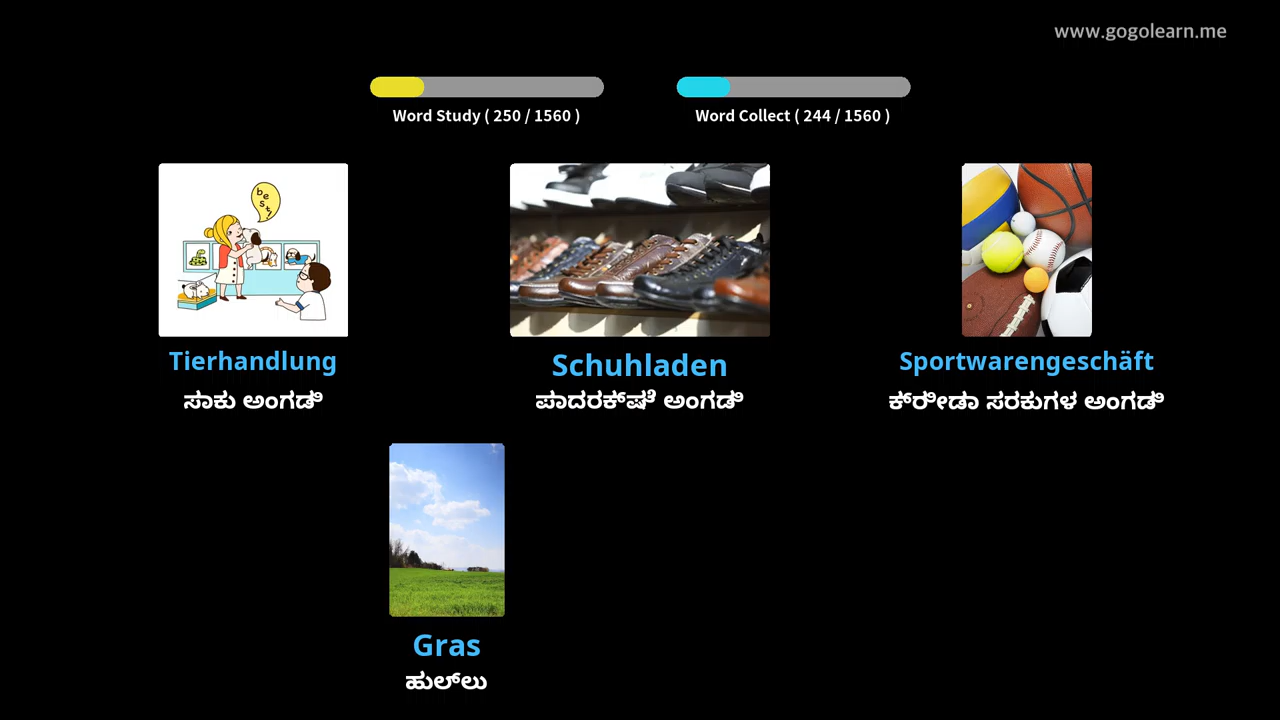 www.gogolearn.me
Word Study ( 250 / 1560 )
Word Collect ( 244 / 1560 )
best
Tierhandlung
Schuhladen
Sportwarengeschäft
ಸಾಕು ಅಂಗಡಿ
ಪಾದರಕ್ಷೆ ಅಂಗಡಿ
ಕ್ರೀಡಾ ಸರಕುಗಳ ಅಂಗಡಿ
Gras
ಹುಲ್ಲು